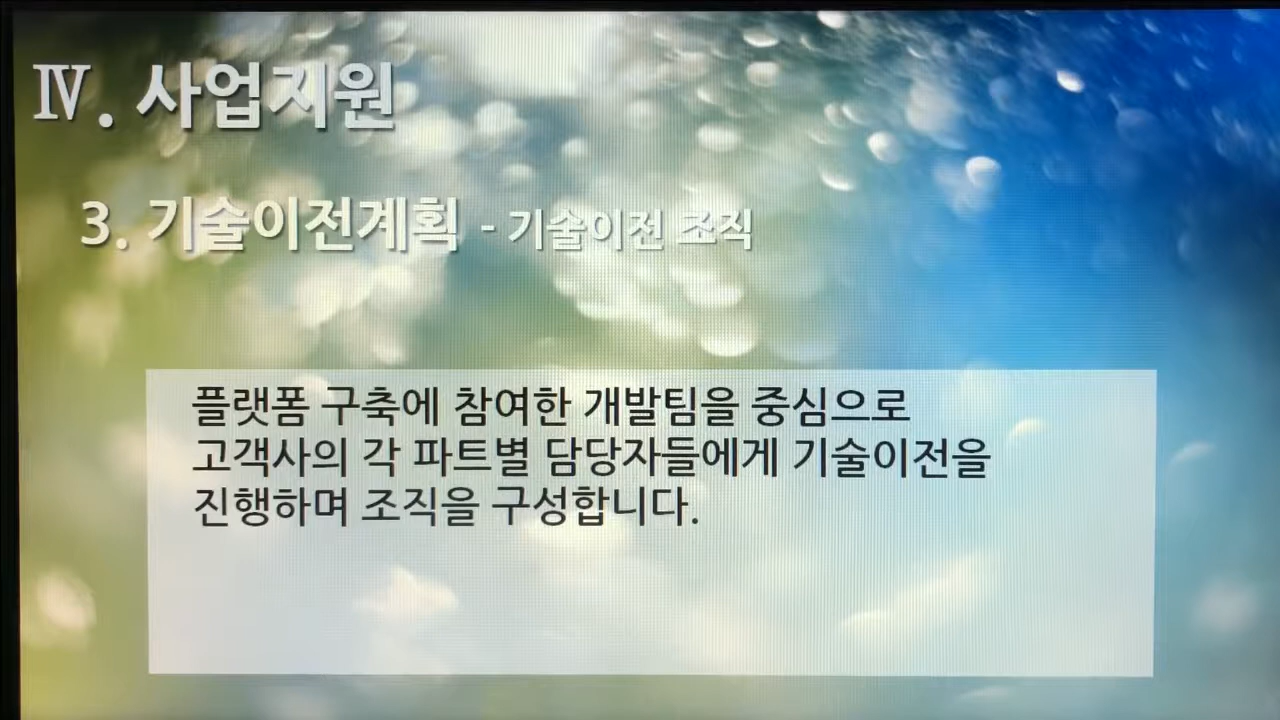 Ⅳ. 사업지원
3. 기술이전계획 - 기술이전 조직
플랫폼 구축에 참여한 개발팀을 중심으로
고객사의 각 파트별 담당자들에게 기술이전을
진행하며 조직을 구성합니다.